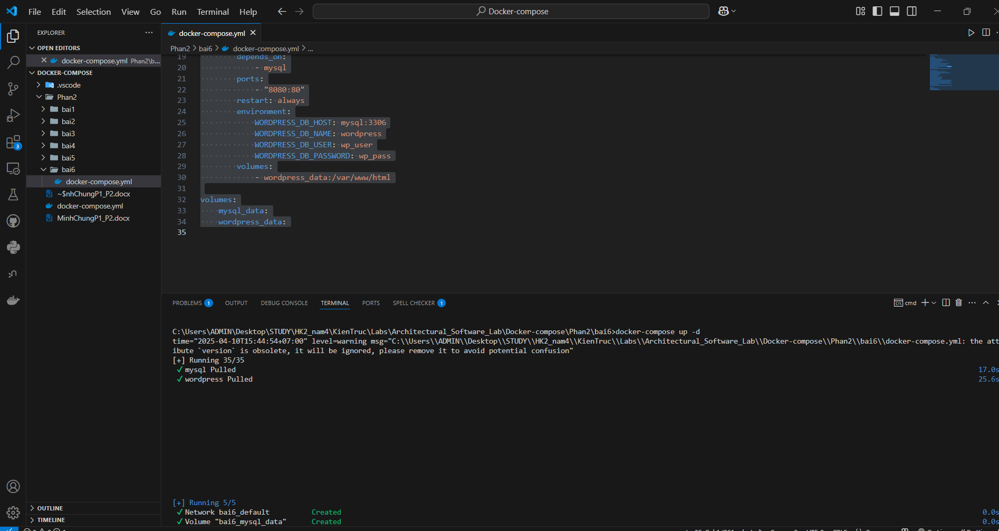 File Edit Selection View Go Run Terminal Help
Docker-compose
EXPLORER
OPEN EDITORS
docker-compose.yml Phan2\b...
DOCKER-COMPOSE
.vscode
Phan2
bai1
bai2
bai3
bai4
bai5
bai6
docker-compose.yml
~$nhChungP1_P2.docx
docker-compose.yml
MinhChungP1_P2.docx
OUTLINE
TIMELINE
3
docker-compose.yml
Phan2 > bai6 > docker-compose.yml > ...
19 depends_on:
20 - mysql
21 ports:
22 - "8080:80"
23 restart: always
24 environment:
25 WORDPRESS_DB_HOST: mysql:3306
26 WORDPRESS_DB_NAME: wordpress
27 WORDPRESS_DB_USER: wp_user
28 WORDPRESS_DB_PASSWORD: wp_pass
29 volumes:
30 - wordpress_data:/var/www/html
31
32 volumes:
33 mysql_data:
34 wordpress_data:
35
PROBLEMS 1 OUTPUT DEBUG CONSOLE TERMINAL PORTS SPELL CHECKER 1
cmd
C:\Users\ADMIN\Desktop\STUDY\HK2_nam4\KienTruc\Labs\Architectural_Software_Lab\Docker-compose\Phan2\bai6>docker-compose up -d
time="2025-04-10T15:44:54+07:00" level=warning msg="C:\\Users\\ADMIN\\Desktop\\STUDY\\HK2_nam4\\KienTruc\\Labs\\Architectural_Software_Lab\\Docker-compose\\Phan2\\bai6\\docker-compose.yml: the att
ibute `version` is obsolete, it will be ignored, please remove it to avoid potential confusion"
[+] Running 35/35
✓ mysql Pulled 17.0s
✓ wordpress Pulled 25.6s
[+] Running 5/5
✓ Network bai6_default Created 0.0s
✓ Volume "bai6_mysql_data" Created 0.0s